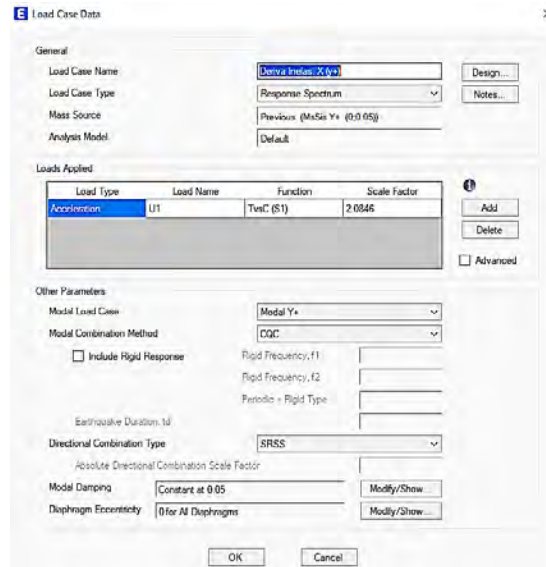 E Load Case Data
General
Load Case Name Deriva Inelas. X (y+) Design...
Load Case Type Response Spectrum Notes...
Mass Source Previous (MsSis Y+ (0;0.05))
Analysis Model Default
Loads Applied
Load Type Load Name Function Scale Factor
Acceleration U1 TvsC (S1) 2.0846
Add
Delete
Advanced
Other Parameters
Modal Load Case Modal Y+
Modal Combination Method CQC
Include Rigid Response Rigid Frequency, f1
Rigid Frequency, f2
Periodic + Rigid Type
Earthquake Duration, td
Directional Combination Type SRSS
Absolute Directional Combination Scale Factor
Modal Damping Constant at 0.05 Modify/Show...
Diaphragm Eccentricity 0 for All Diaphragms Modify/Show...
OK Cancel